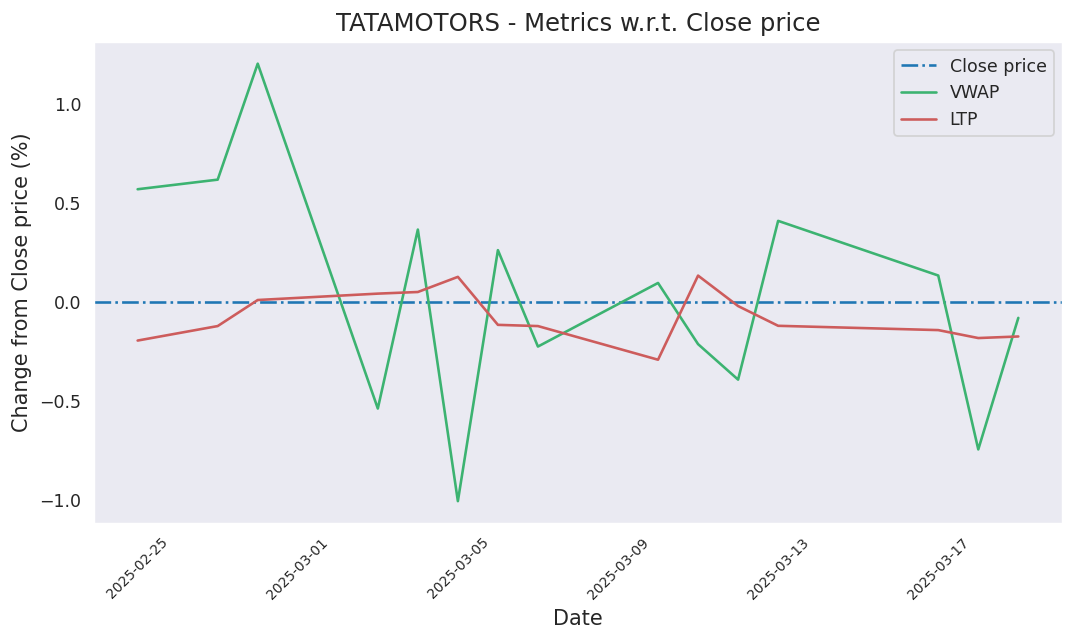 TATAMOTORS - Metrics w.r.t. Close price
Close price
VWAP
LTP
Change from Close price (%)
1.0
0.5
0.0
−0.5
−1.0
2025-02-25
2025-03-01
2025-03-05
2025-03-09
2025-03-13
2025-03-17
Date